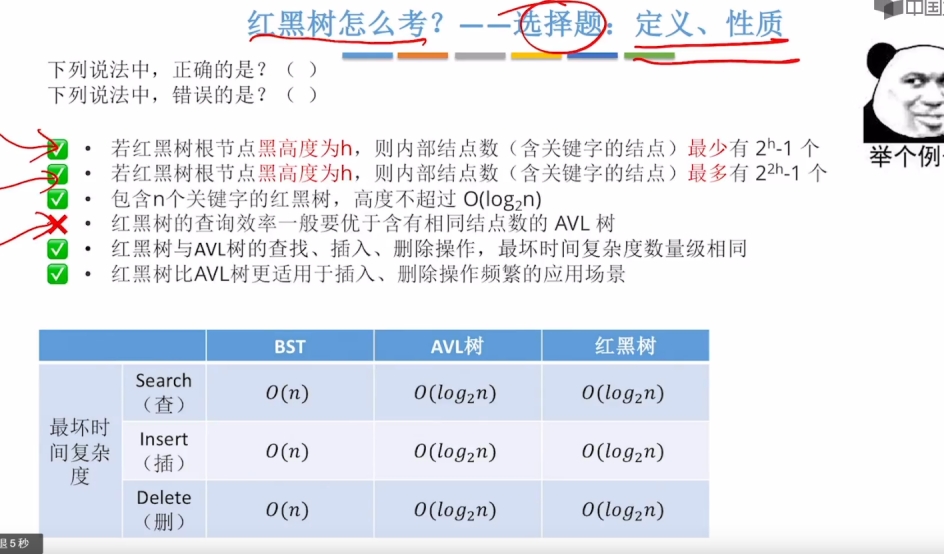 中国
红黑树怎么考？——选择题：定义、性质
下列说法中，正确的是？（ ）
下列说法中，错误的是？（ ）
✅ • 若红黑树根节点黑高度为h，则内部结点数（含关键字的结点）最少有 2ʰ-1 个
✅ • 若红黑树根节点黑高度为h，则内部结点数（含关键字的结点）最多有 2²ʰ-1 个
✅ • 包含n个关键字的红黑树，高度不超过 O(log₂n)
❌ • 红黑树的查询效率一般要优于含有相同结点数的 AVL 树
✅ • 红黑树与AVL树的查找、插入、删除操作，最坏时间复杂度数量级相同
✅ • 红黑树比AVL树更适用于插入、删除操作频繁的应用场景
举个例
BST AVL树 红黑树
最坏时
间复杂
度
Search
（查）
O(n) O(log₂n) O(log₂n)
Insert
（插）
O(n) O(log₂n) O(log₂n)
Delete
（删）
O(n) O(log₂n) O(log₂n)
退5秒